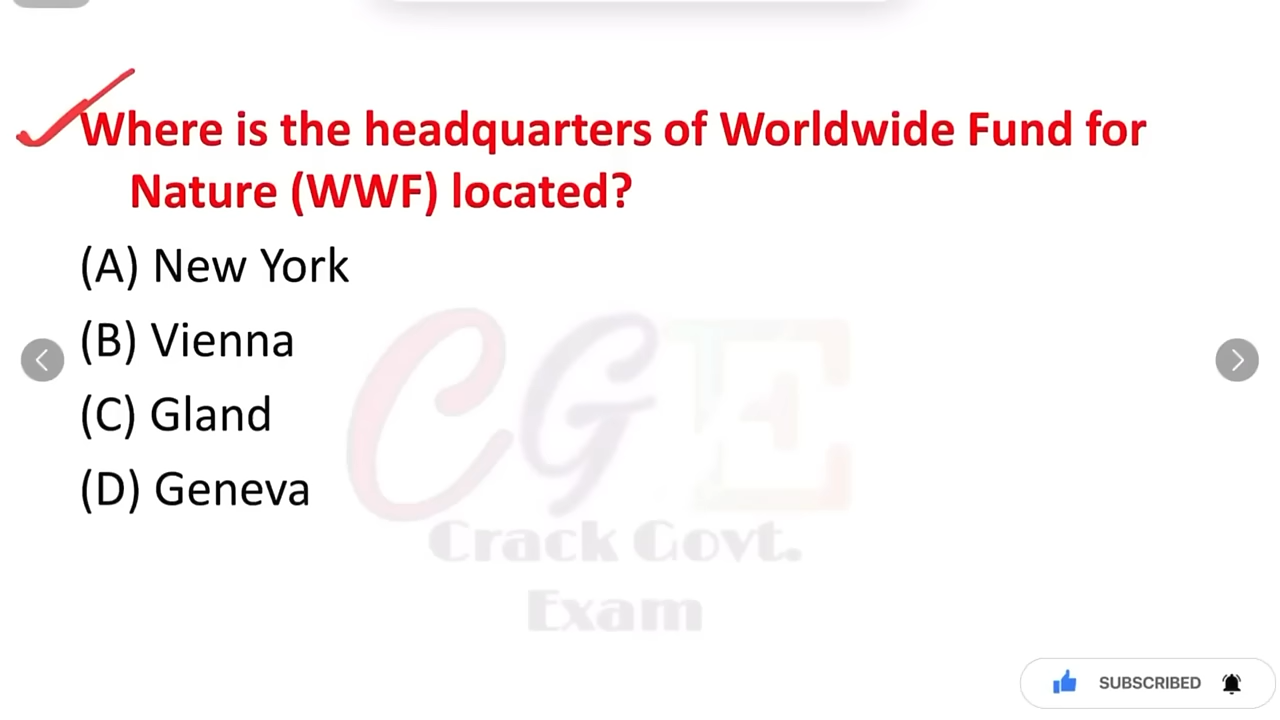 Where is the headquarters of Worldwide Fund for
Nature (WWF) located?
(A) New York
(B) Vienna
(C) Gland
(D) Geneva
CGE
Crack Govt.
Exam
SUBSCRIBED